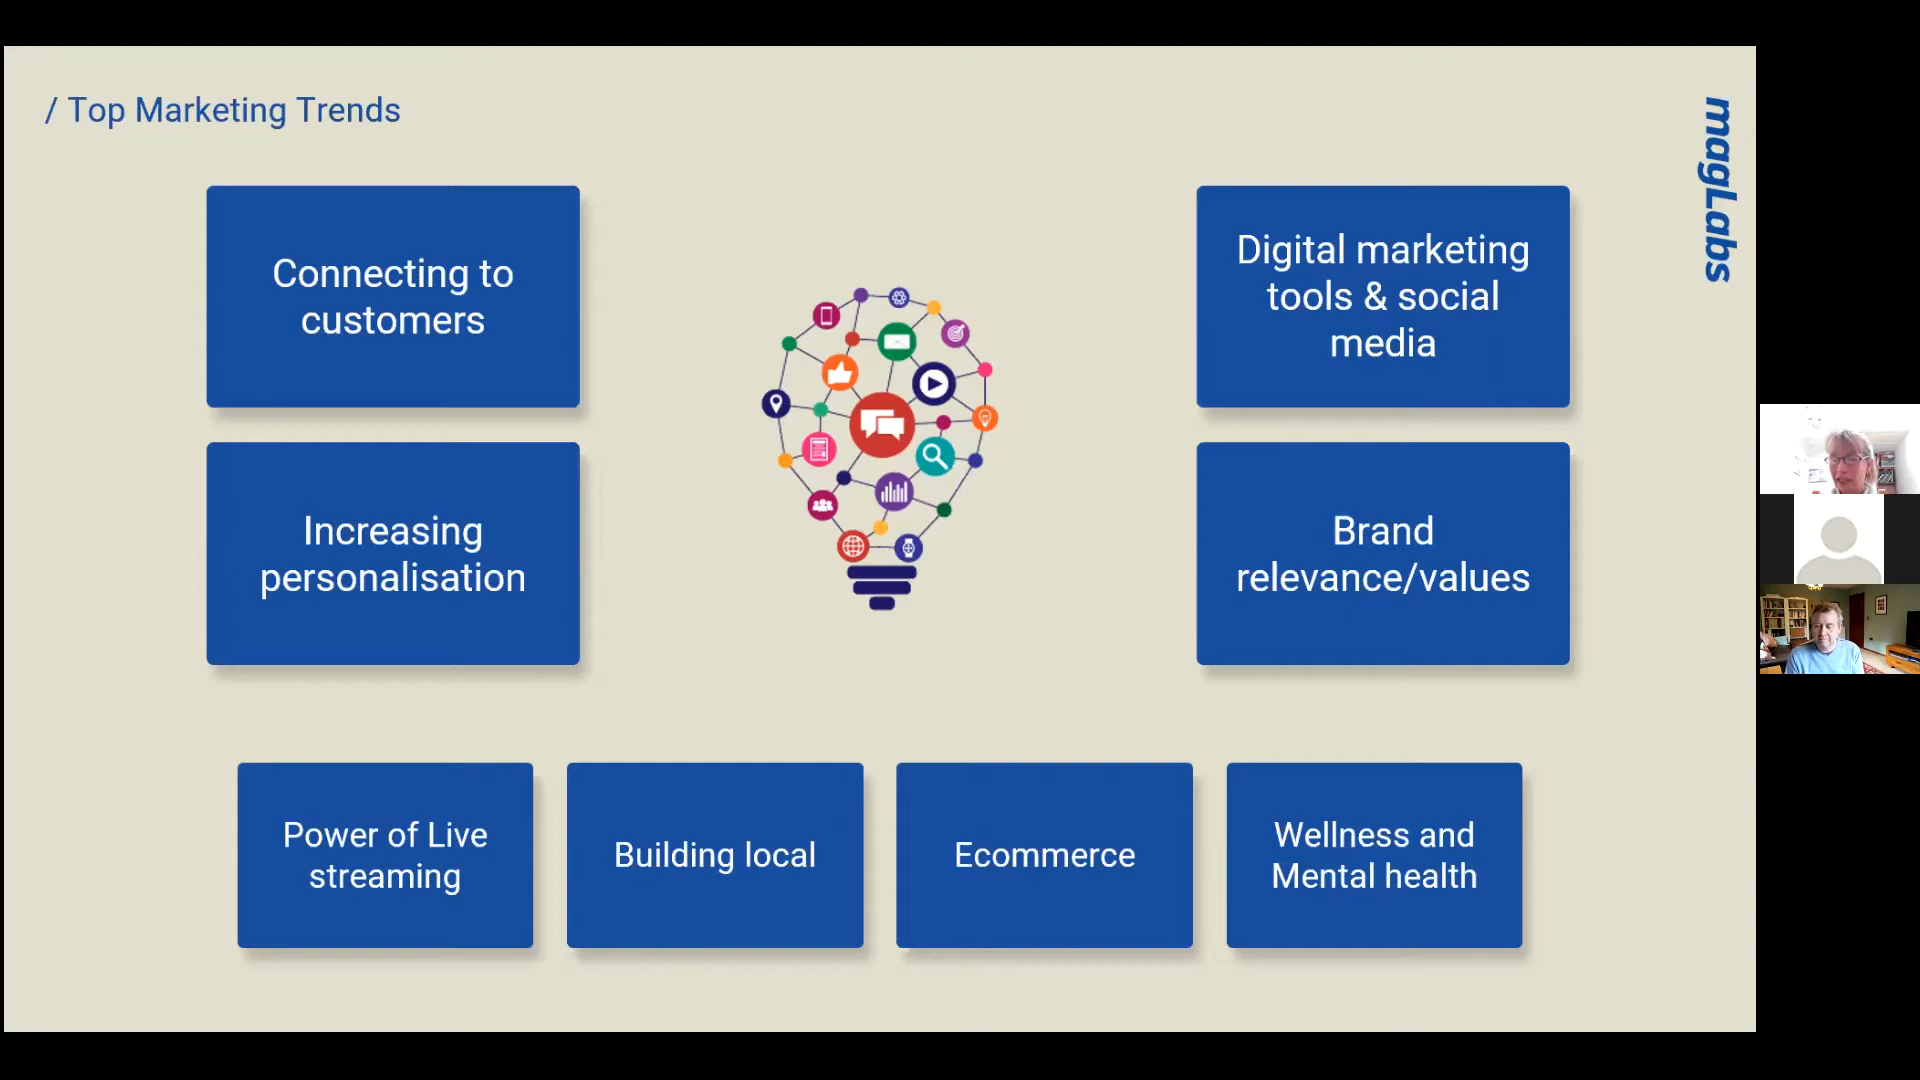 / Top Marketing Trends
magLabs
Connecting to
customers
Digital marketing
tools & social
media
Increasing
personalisation
Brand
relevance/values
Power of Live
streaming
Building local
Ecommerce
Wellness and
Mental health